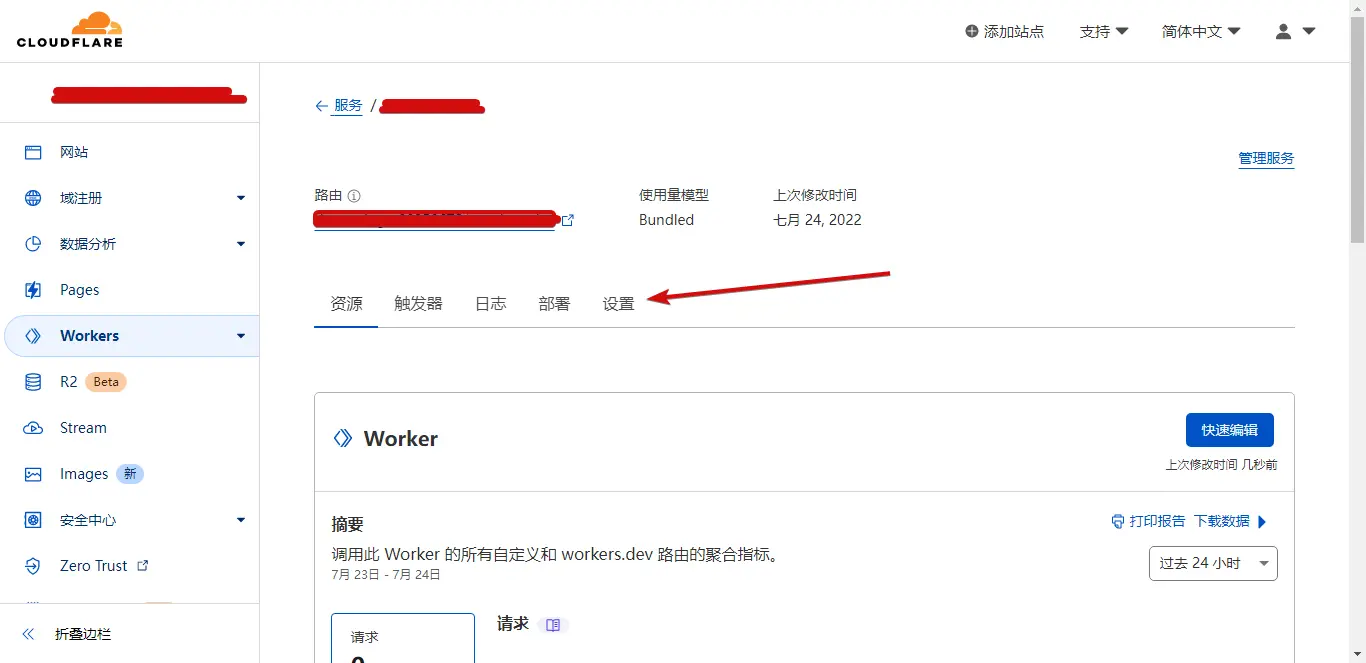 CLOUDFLARE
添加站点 支持 简体中文
网站
域注册
数据分析
Pages
Workers
R2 Beta
Stream
Images 新
安全中心
Zero Trust
折叠边栏
服务 /
管理服务
路由 使用量模型 上次修改时间
Bundled 七月 24, 2022
资源 触发器 日志 部署 设置
Worker
快速编辑
上次修改时间 几秒前
摘要
打印报告 下载数据
调用此 Worker 的所有自定义和 workers.dev 路由的聚合指标。
7月 23日 - 7月 24日
过去 24 小时
请求
请求